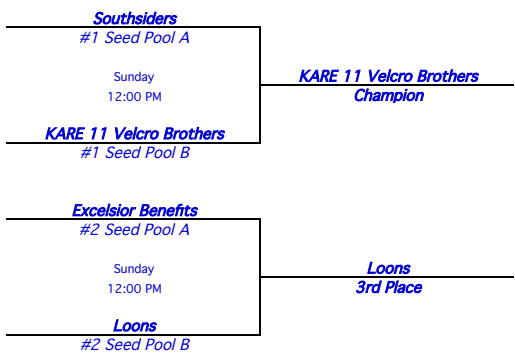 Southsiders
#1 Seed Pool A
Sunday
12:00 PM
KARE 11 Velcro Brothers
Champion
KARE 11 Velcro Brothers
#1 Seed Pool B
Excelsior Benefits
#2 Seed Pool A
Sunday
12:00 PM
Loons
3rd Place
Loons
#2 Seed Pool B